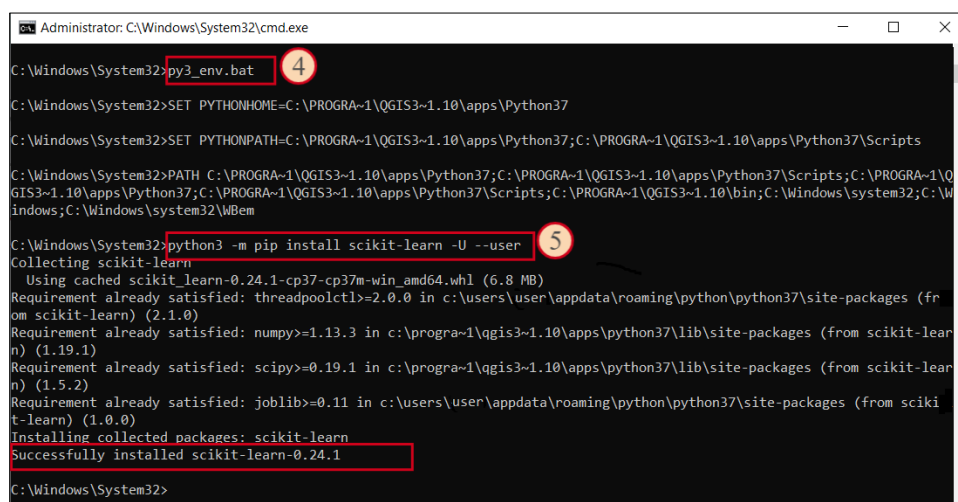 Administrator: C:\Windows\System32\cmd.exe
C:\Windows\System32>py3_env.bat
4
C:\Windows\System32>SET PYTHONHOME=C:\PROGRA~1\QGIS3~1.10\apps\Python37
C:\Windows\System32>SET PYTHONPATH=C:\PROGRA~1\QGIS3~1.10\apps\Python37;C:\PROGRA~1\QGIS3~1.10\apps\Python37\Scripts
C:\Windows\System32>PATH C:\PROGRA~1\QGIS3~1.10\apps\Python37;C:\PROGRA~1\QGIS3~1.10\apps\Python37\Scripts;C:\PROGRA~1\Q
GIS3~1.10\apps\Python37;C:\PROGRA~1\QGIS3~1.10\apps\Python37\Scripts;C:\PROGRA~1\QGIS3~1.10\bin;C:\Windows\system32;C:\W
indows;C:\Windows\system32\WBem
C:\Windows\System32>python3 -m pip install scikit-learn -U --user
5
Collecting scikit-learn
Using cached scikit_learn-0.24.1-cp37-cp37m-win_amd64.whl (6.8 MB)
Requirement already satisfied: threadpoolctl>=2.0.0 in c:\users\user\appdata\roaming\python\python37\site-packages (fr
om scikit-learn) (2.1.0)
Requirement already satisfied: numpy>=1.13.3 in c:\progra~1\qgis3~1.10\apps\python37\lib\site-packages (from scikit-lear
n) (1.19.1)
Requirement already satisfied: scipy>=0.19.1 in c:\progra~1\qgis3~1.10\apps\python37\lib\site-packages (from scikit-lear
n) (1.5.2)
Requirement already satisfied: joblib>=0.11 in c:\users\user\appdata\roaming\python\python37\site-packages (from sciki
t-learn) (1.0.0)
Installing collected packages: scikit-learn
Successfully installed scikit-learn-0.24.1
C:\Windows\System32>